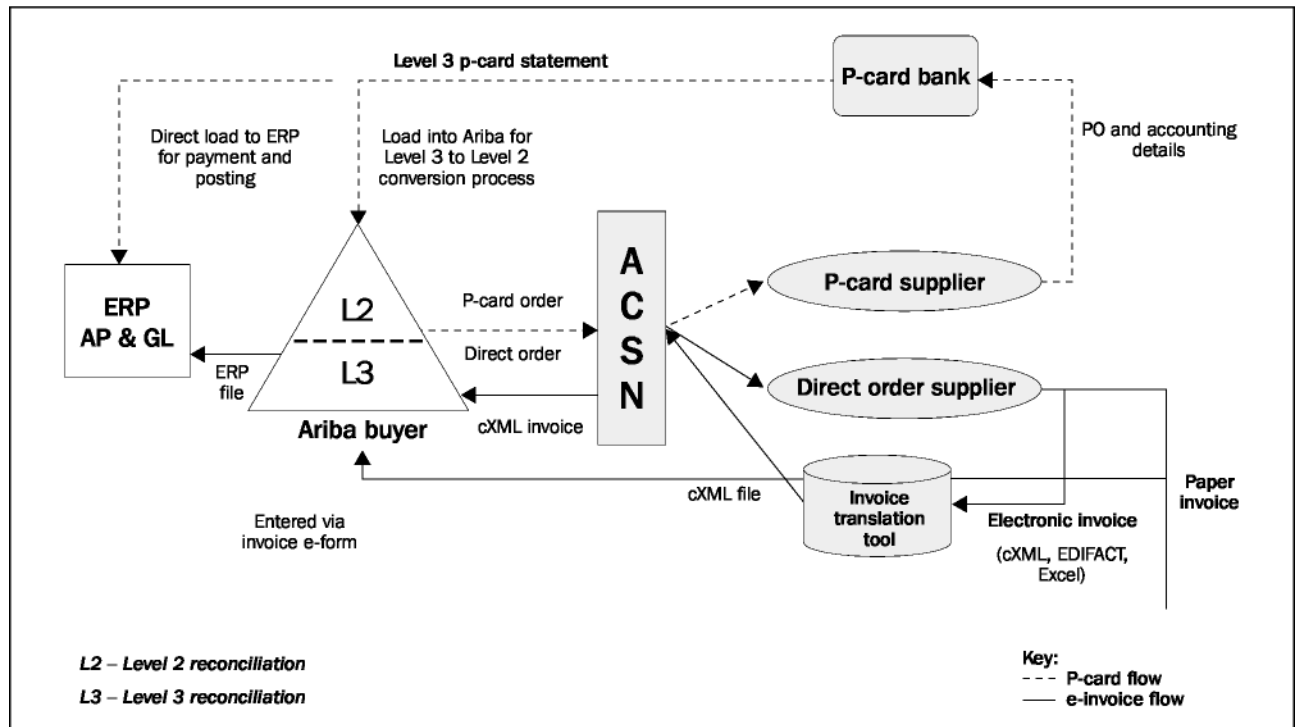 Level 3 p-card statement
P-card bank
Direct load to ERP
for payment and
posting
Load into Ariba for
Level 3 to Level 2
conversion process
PO and accounting
details
A
C
S
N
P-card supplier
ERP
AP & GL
L2
P-card order
Direct order
L3
ERP
file
Direct order supplier
Ariba buyer
cXML invoice
cXML file
Invoice
translation
tool
Paper
invoice
Electronic invoice
(cXML, EDIFACT,
Excel)
Entered via
invoice e-form
L2 – Level 2 reconciliation
L3 – Level 3 reconciliation
Key:
P-card flow
e-invoice flow